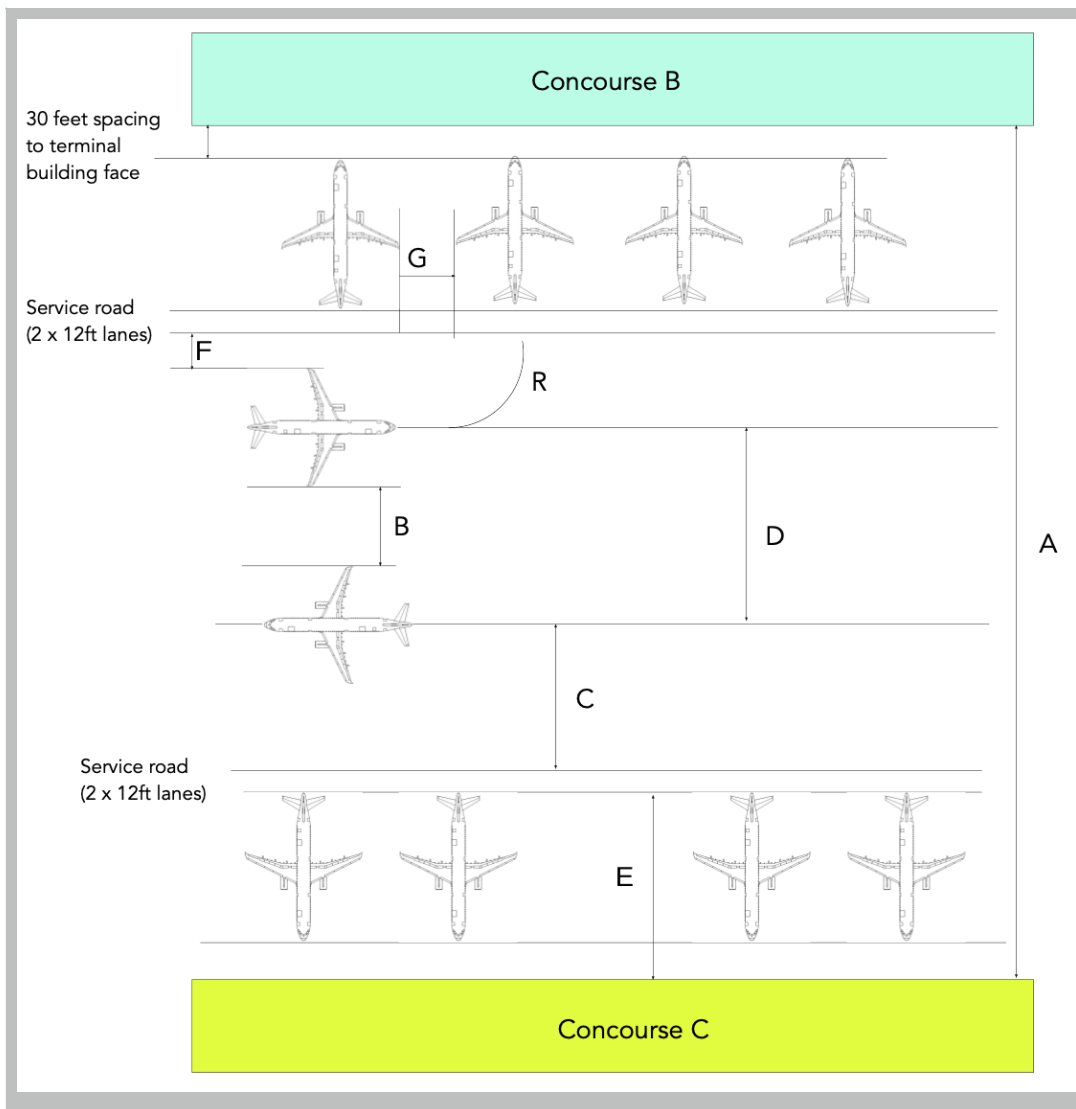 Concourse B
30 feet spacing
to terminal
building face
G
Service road
(2 x 12ft lanes)
F
R
B
D
A
C
Service road
(2 x 12ft lanes)
E
Concourse C